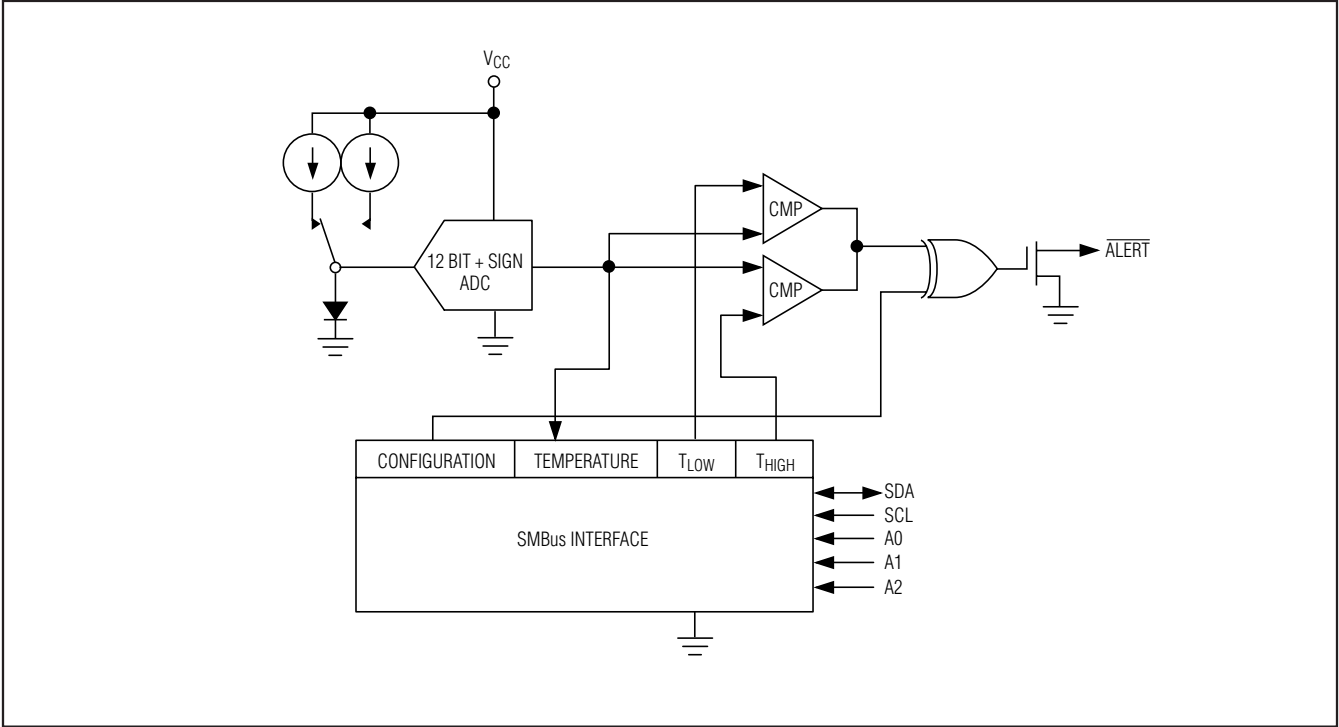 VCC
CMP
12 BIT + SIGN
ADC
CMP
ALERT
CONFIGURATION
TEMPERATURE
TLOW
THIGH
SDA
SCL
A0
A1
A2
SMBus INTERFACE